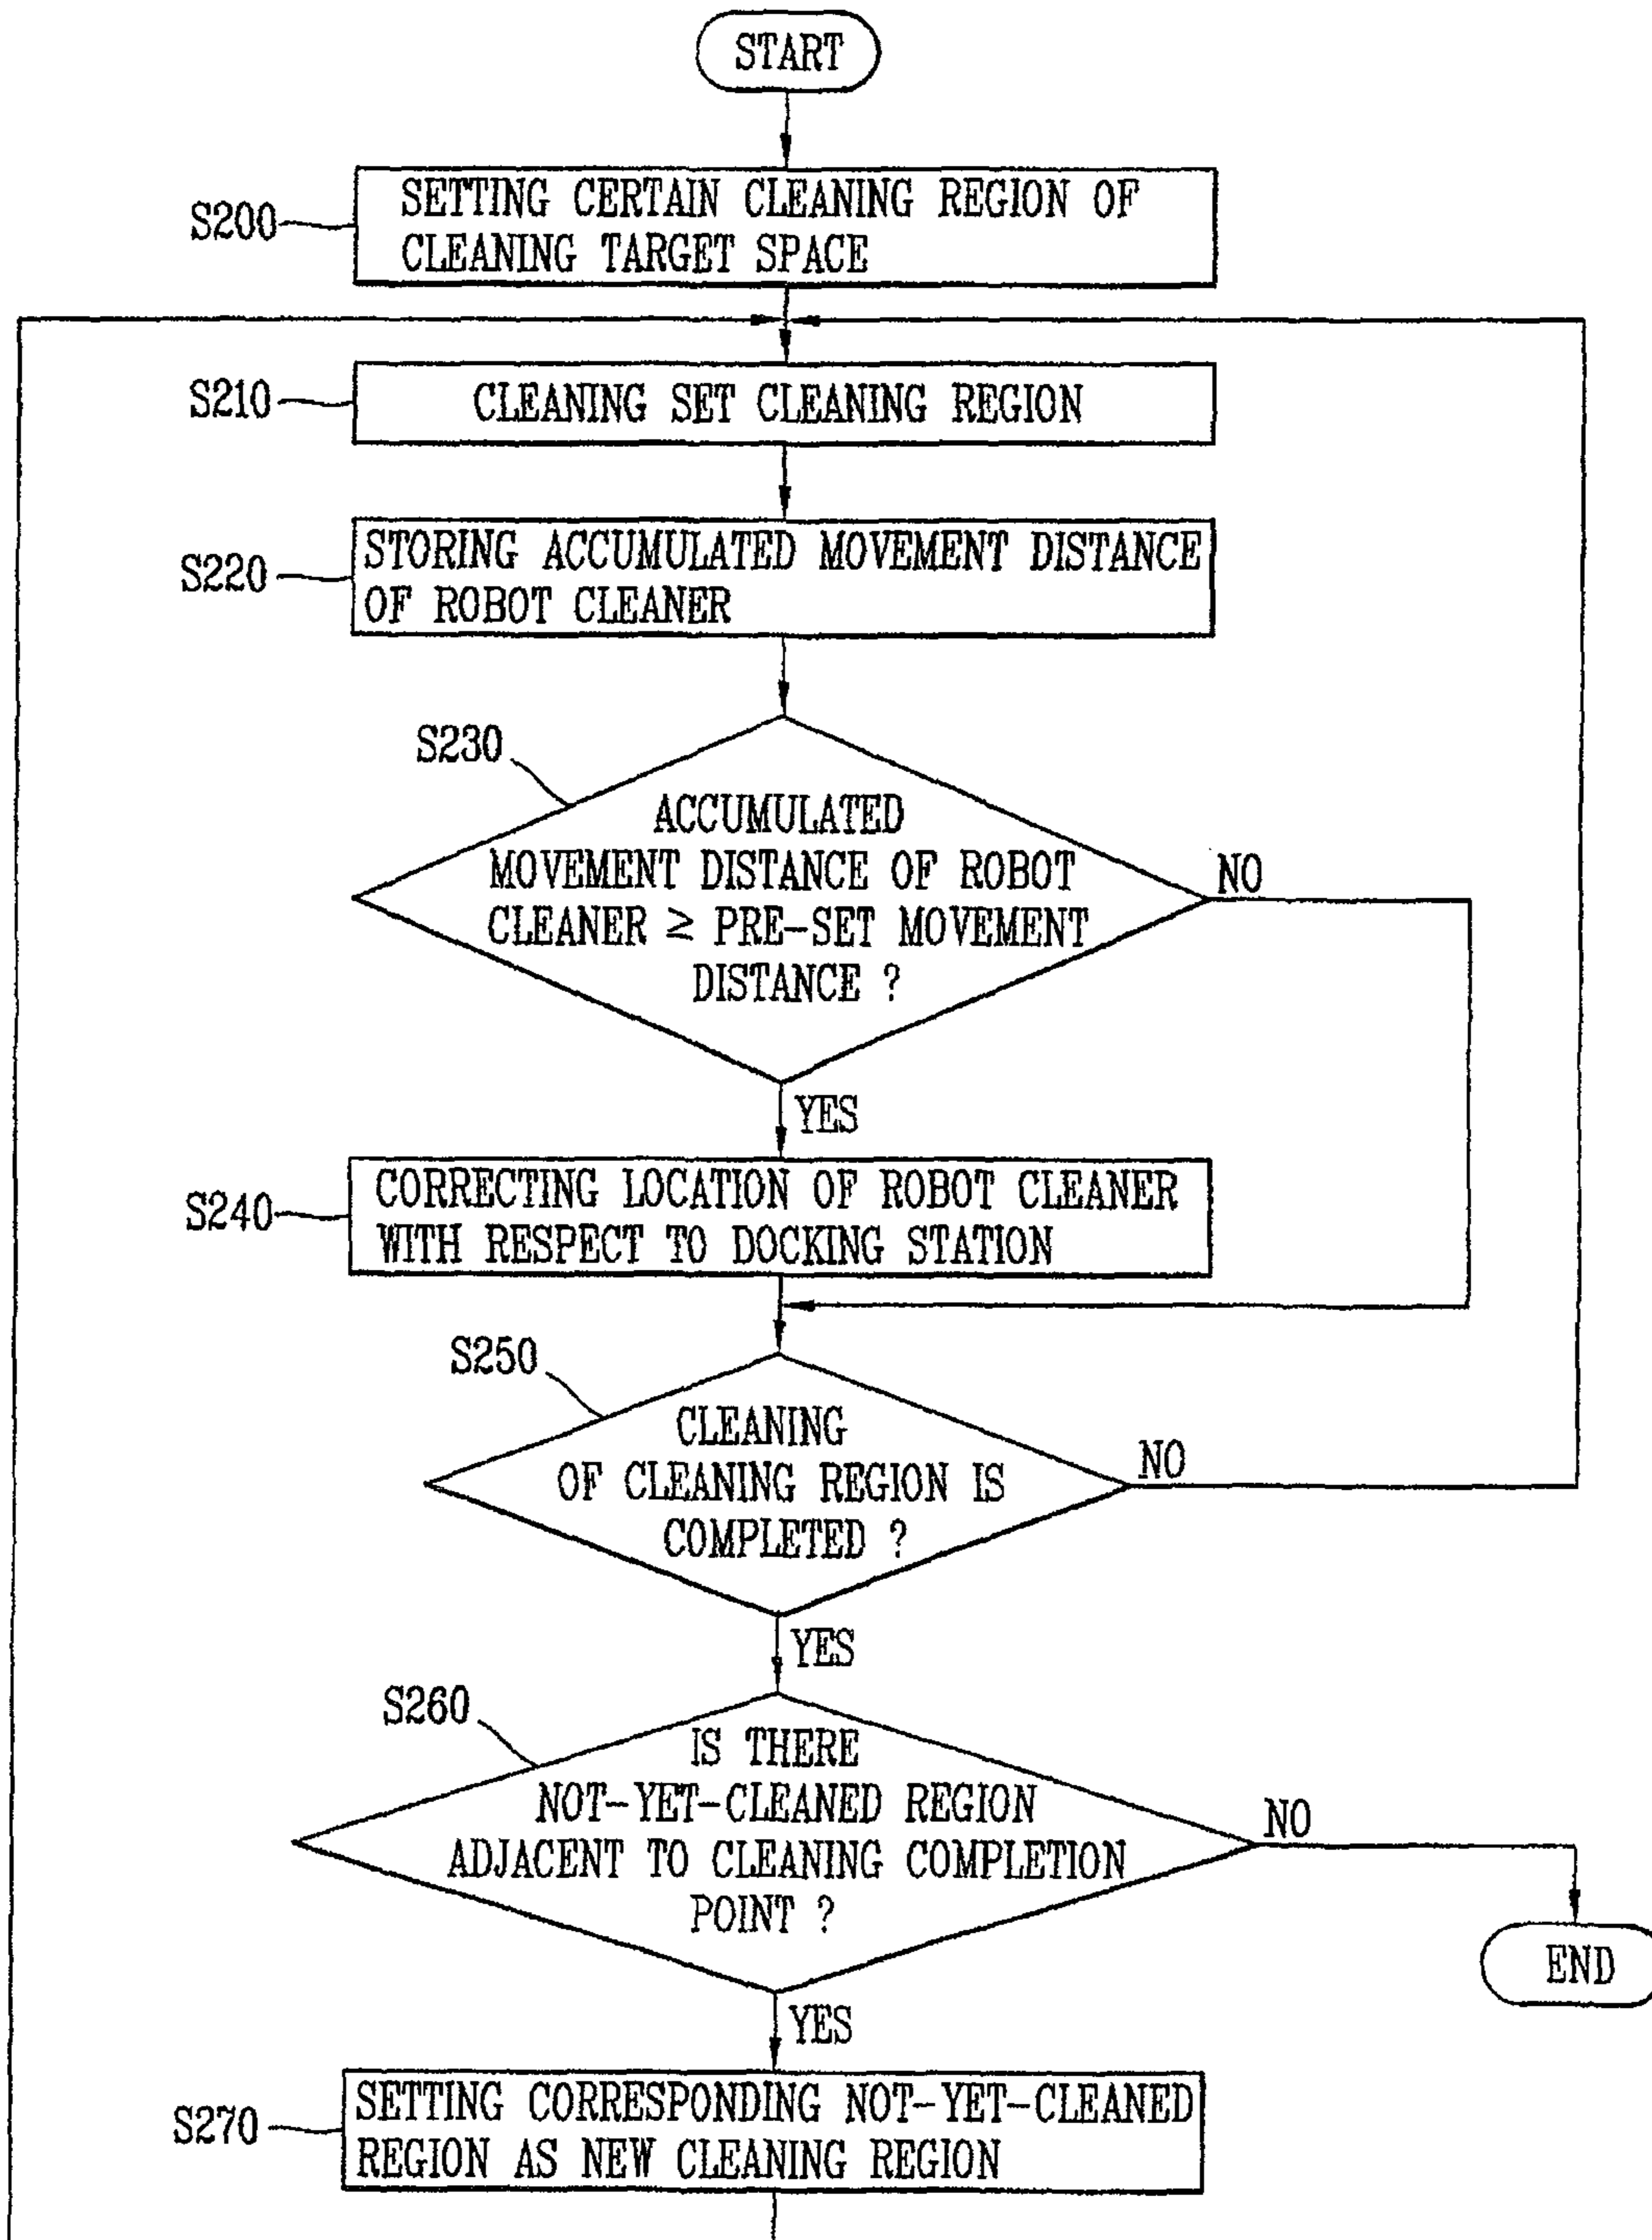 START
S200
SETTING CERTAIN CLEANING REGION OF
CLEANING TARGET SPACE
S210
CLEANING SET CLEANING REGION
S220
STORING ACCUMULATED MOVEMENT DISTANCE
OF ROBOT CLEANER
S230
ACCUMULATED
MOVEMENT DISTANCE OF ROBOT
CLEANER ≥ PRE-SET MOVEMENT
DISTANCE ?
NO
YES
S240
CORRECTING LOCATION OF ROBOT CLEANER
WITH RESPECT TO DOCKING STATION
S250
CLEANING
OF CLEANING REGION IS
COMPLETED ?
NO
YES
S260
IS THERE
NOT-YET-CLEANED REGION
ADJACENT TO CLEANING COMPLETION
POINT ?
NO
END
YES
S270
SETTING CORRESPONDING NOT-YET-CLEANED
REGION AS NEW CLEANING REGION